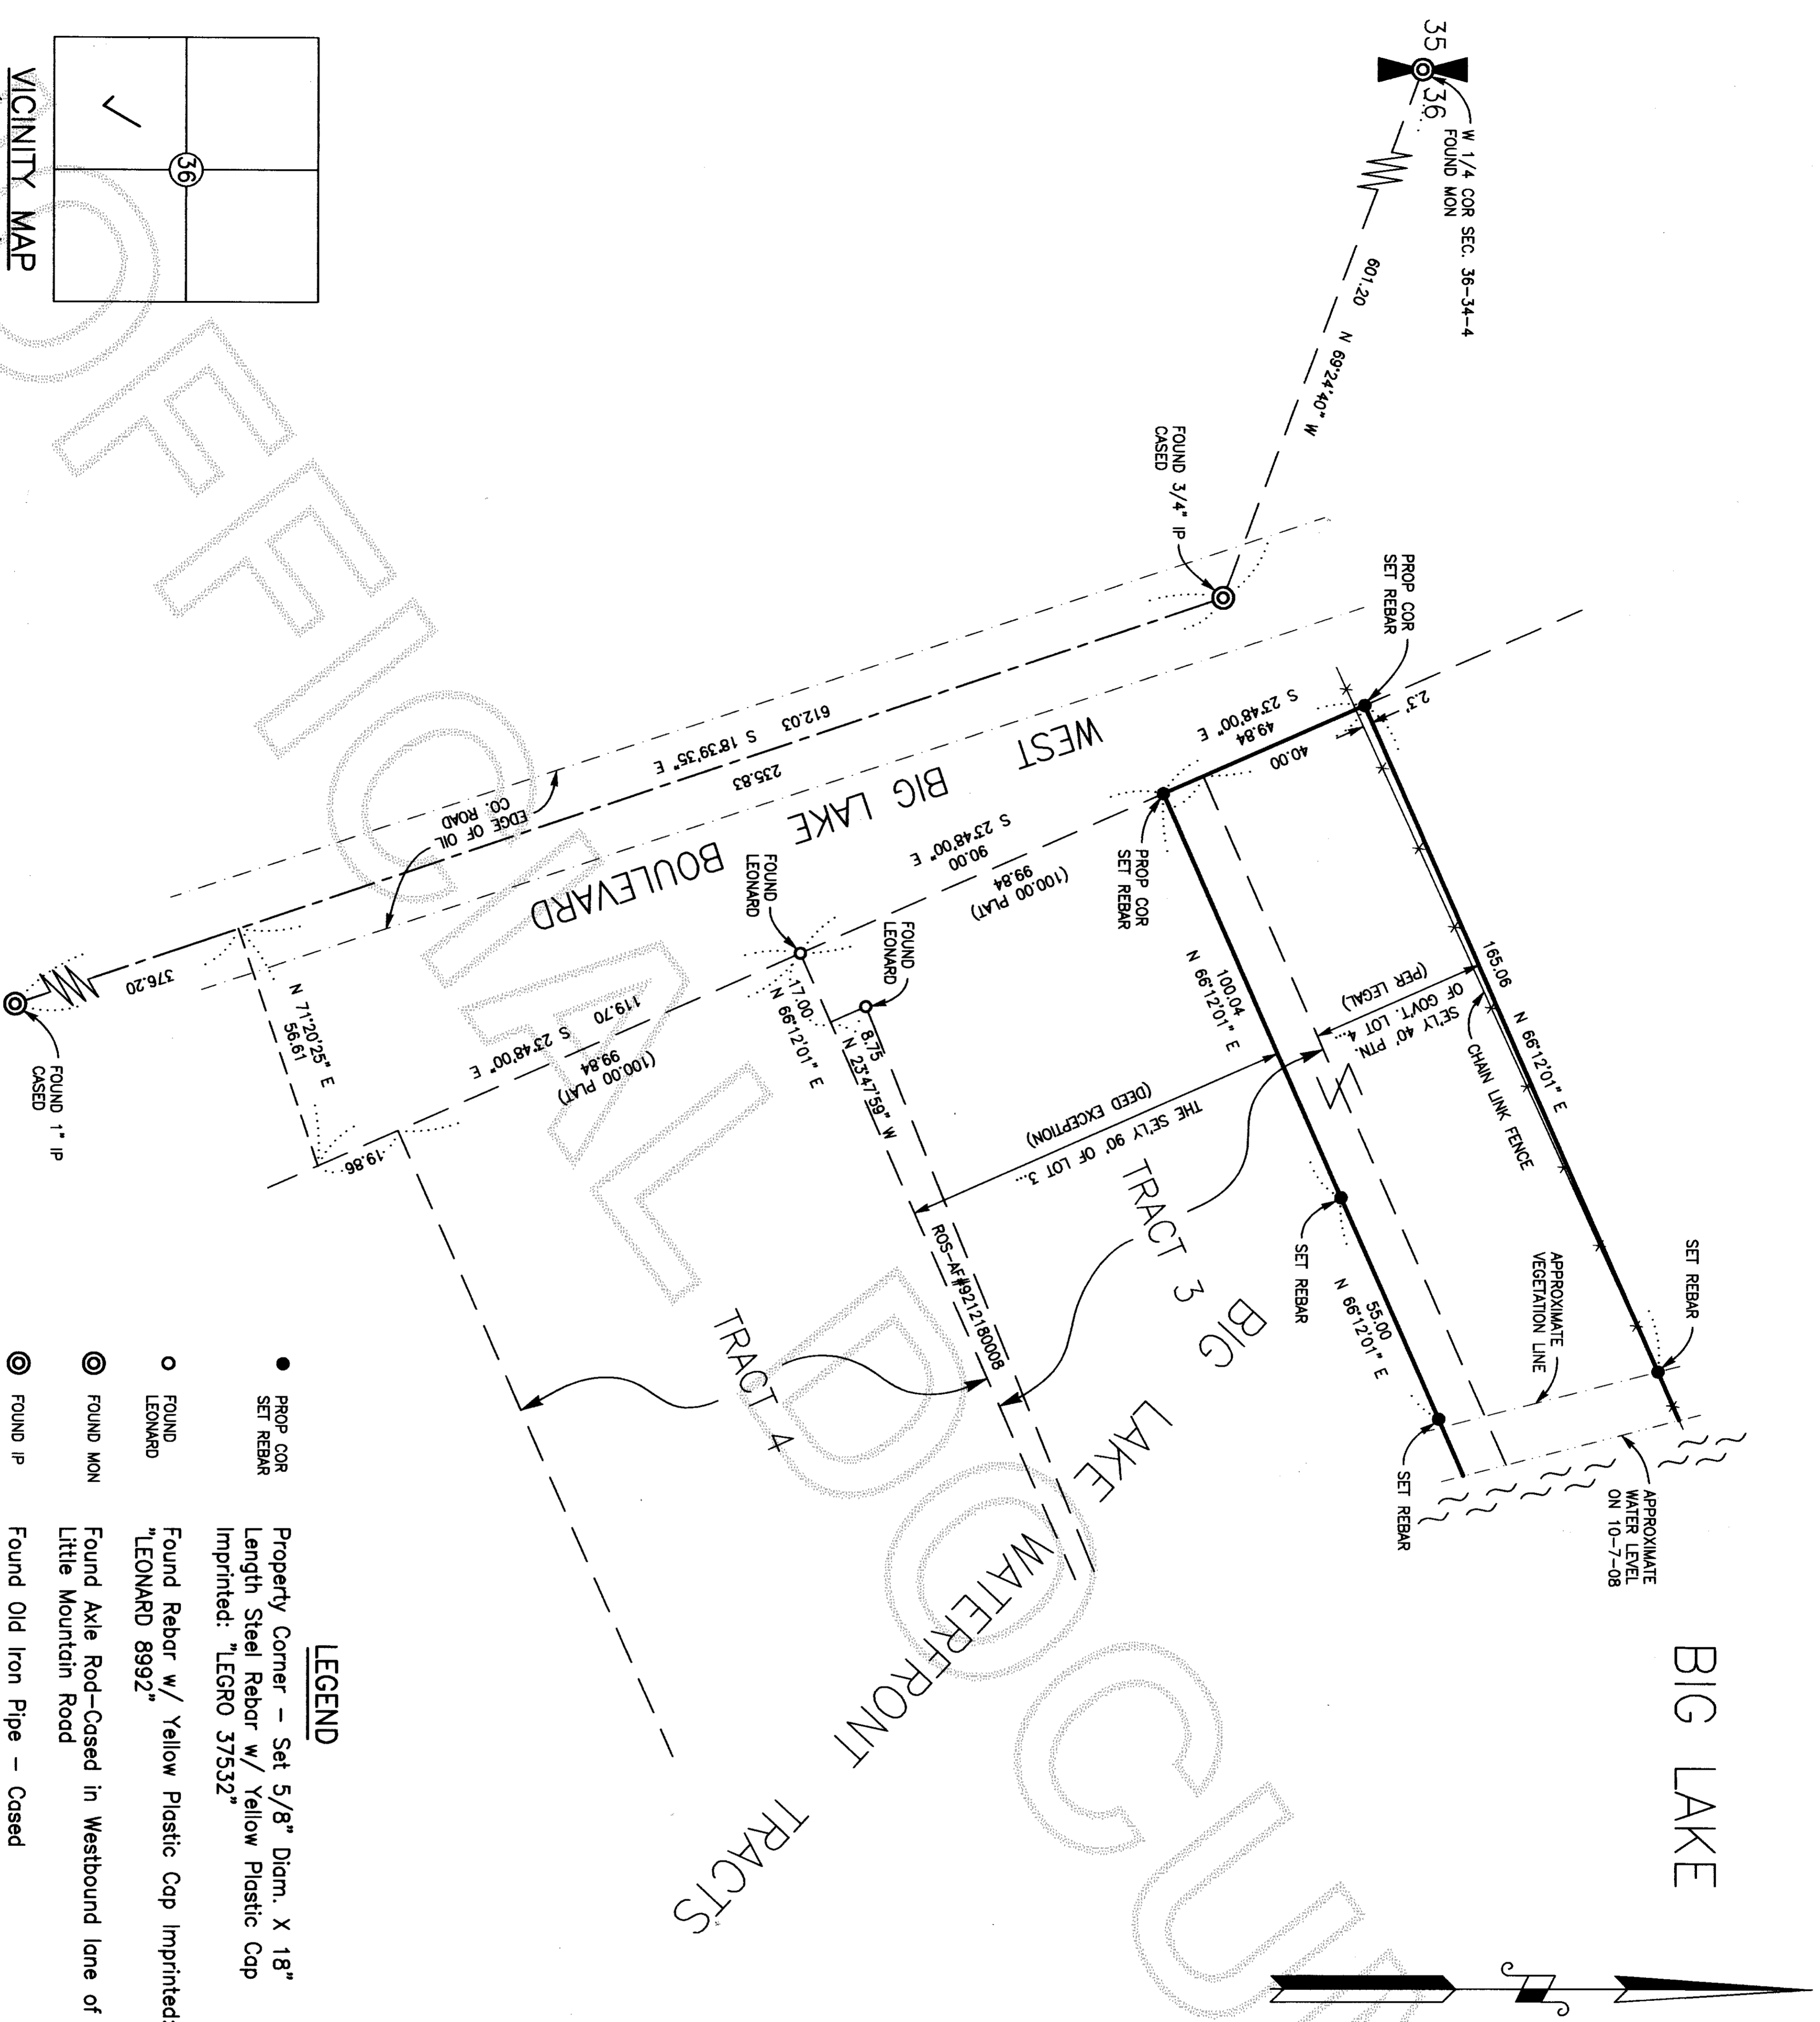 35
36
W 1/4 COR SEC. 36-34-4
FOUND MON
601.20 N 69°24'40" W
FOUND 3/4" IP
CASED
PROP COR
SET REBAR
2.3'
S 23°48'00" E
49.84
40.00
PROP COR
SET REBAR
165.06 N 66°12'01" E
CHAIN LINK FENCE
SE'LY 40' PTN.
OF GOV'T. LOT 4...
(PER LEGAL)
100.04
N 66°12'01" E
SET REBAR
55.00
N 66°12'01" E
APPROXIMATE
VEGETATION LINE
SET REBAR
SET REBAR
APPROXIMATE
WATER LEVEL
ON 10-7-08
BIG LAKE
WEST BIG LAKE BOULEVARD
612.03 S 18°39'35" E
235.83
EDGE OF OIL
CO. ROAD
S 23°48'00" E
90.00
99.84
(100.00 PLAT)
FOUND
LEONARD
FOUND
LEONARD
17.00
N 66°12'01" E
8.75
N 23°47'59" W
ROS-AF#9212180008
THE SE'LY 90' OF LOT 3...
(DEED EXCEPTION)
TRACT 3
TRACT 4
BIG LAKE WATERFRONT TRACTS
119.70 S 23°48'00" E
99.84
(100.00 PLAT)
19.86
N 71°20'25" E
56.61
376.20
FOUND 1" IP
CASED
36
VICINITY MAP
LEGEND
PROP COR
SET REBAR
Property Corner - Set 5/8" Diam. X 18"
Length Steel Rebar w/ Yellow Plastic Cap
Imprinted: "LEGRO 37532"
FOUND
LEONARD
Found Rebar w/ Yellow Plastic Cap Imprinted:
"LEONARD 8992"
FOUND MON
Found Axle Rod-Cased in Westbound lane of
Little Mountain Road
FOUND IP
Found Old Iron Pipe - Cased